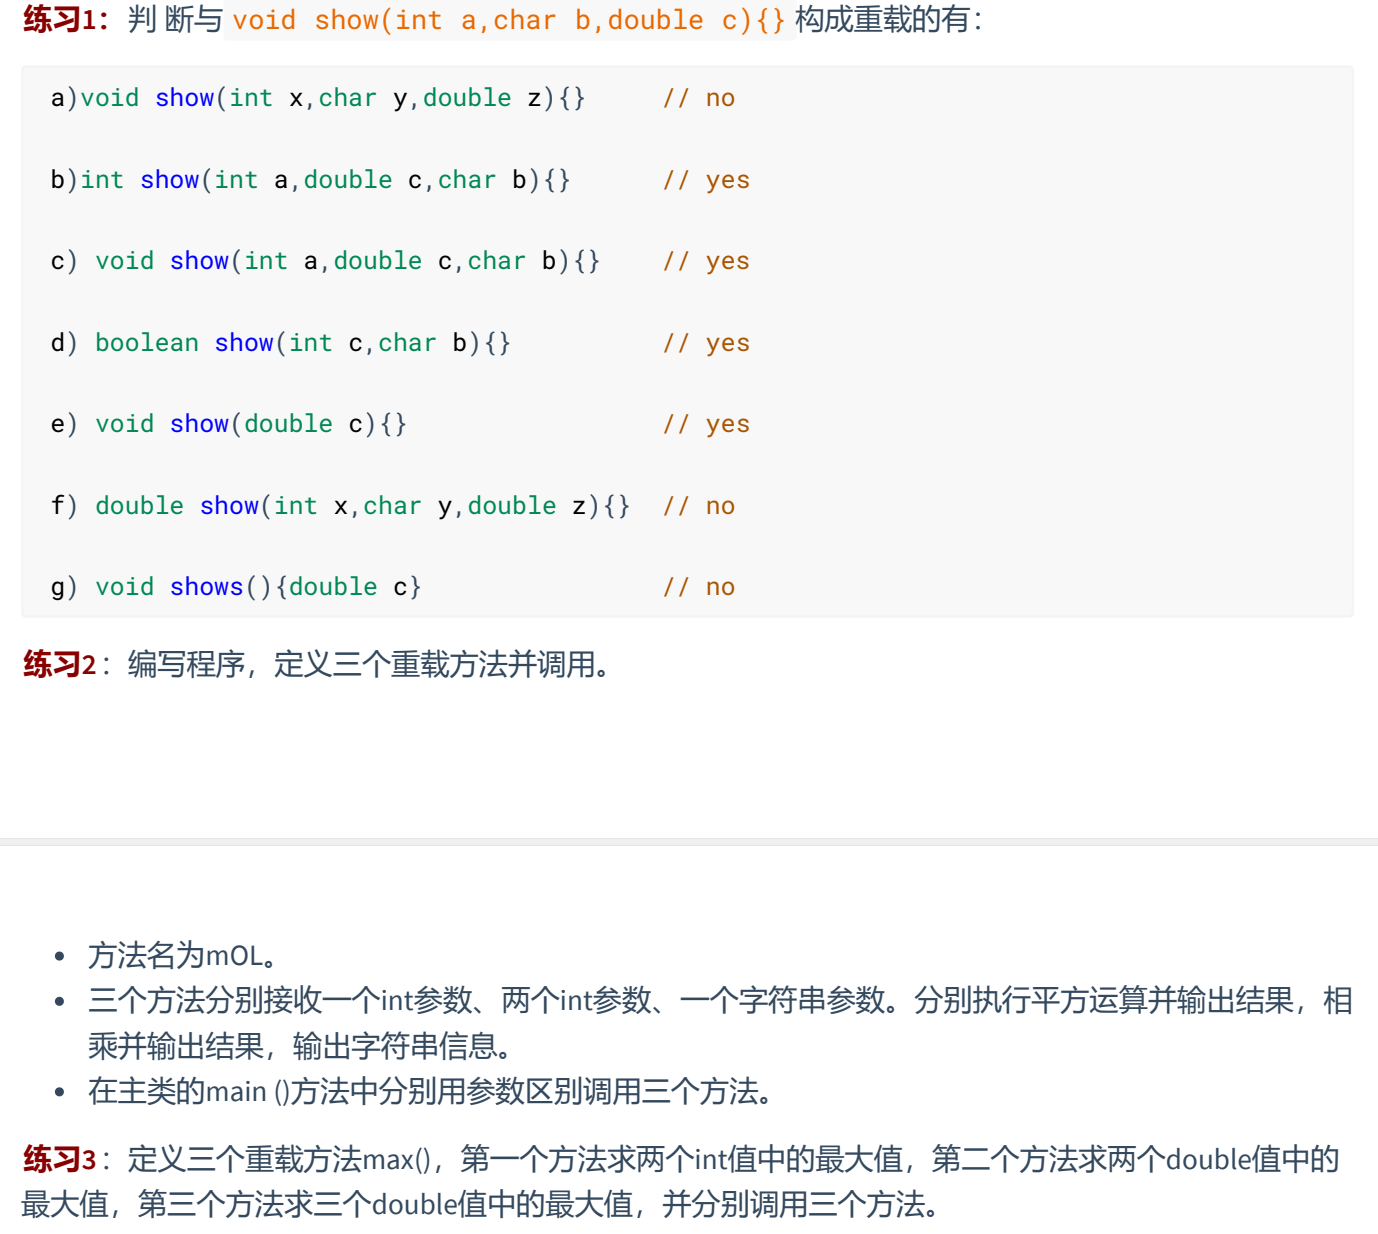 练习1：判 断与 void show(int a,char b,double c){} 构成重载的有：
a)void show(int x,char y,double z){} // no
b)int show(int a,double c,char b){} // yes
c) void show(int a,double c,char b){} // yes
d) boolean show(int c,char b){} // yes
e) void show(double c){} // yes
f) double show(int x,char y,double z){} // no
g) void shows(){double c} // no
练习2：编写程序，定义三个重载方法并调用。
• 方法名为mOL。
• 三个方法分别接收一个int参数、两个int参数、一个字符串参数。分别执行平方运算并输出结果，相
乘并输出结果，输出字符串信息。
• 在主类的main ()方法中分别用参数区别调用三个方法。
练习3：定义三个重载方法max()，第一个方法求两个int值中的最大值，第二个方法求两个double值中的
最大值，第三个方法求三个double值中的最大值，并分别调用三个方法。